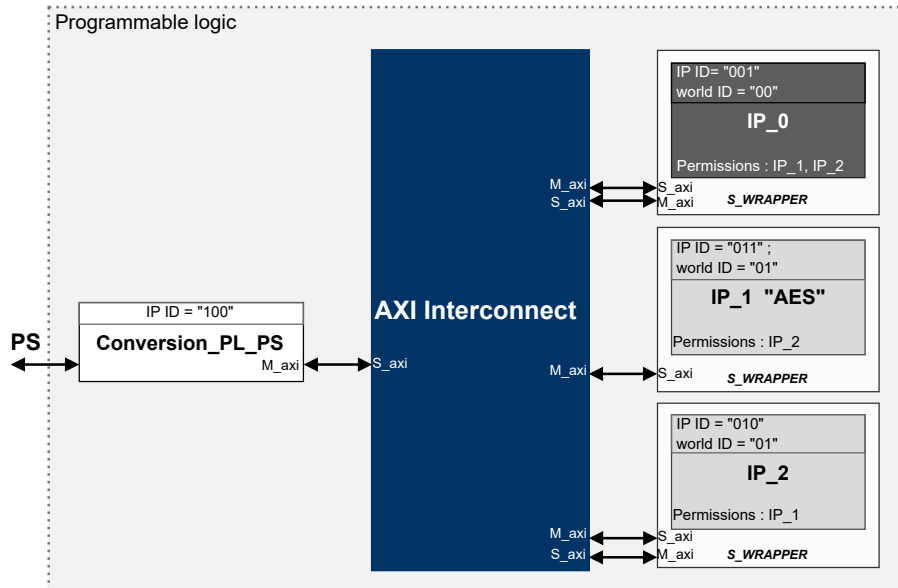 Programmable logic
IP ID= "001"
world ID = "00"
IP_0
Permissions : IP_1, IP_2
S_WRAPPER
M_axi
S_axi
S_axi
M_axi
IP ID = "011" ;
world ID = "01"
IP_1 "AES"
Permissions : IP_2
S_WRAPPER
M_axi
S_axi
AXI Interconnect
IP ID = "100"
Conversion_PL_PS
M_axi
S_axi
PS
IP ID = "010"
world ID = "01"
IP_2
Permissions : IP_1
S_WRAPPER
M_axi
S_axi
S_axi
M_axi